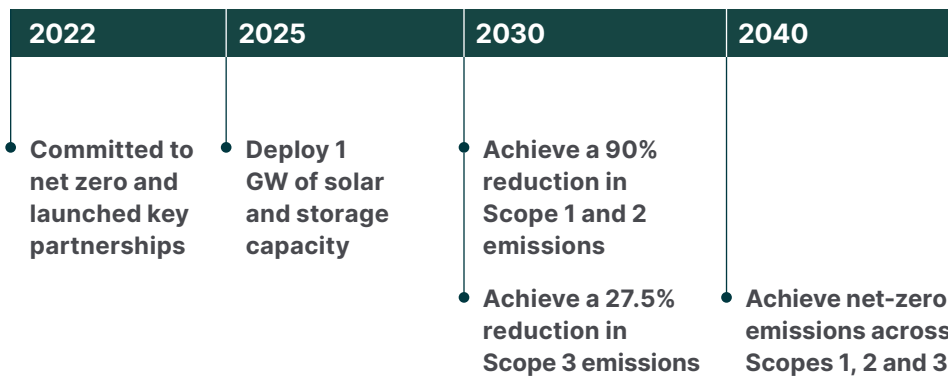 2022
2025
2030
2040
Committed to
net zero and
launched key
partnerships
Deploy 1
GW of solar
and storage
capacity
Achieve a 90%
reduction in
Scope 1 and 2
emissions
Achieve a 27.5%
reduction in
Scope 3 emissions
Achieve net-zero
emissions across
Scopes 1, 2 and 3